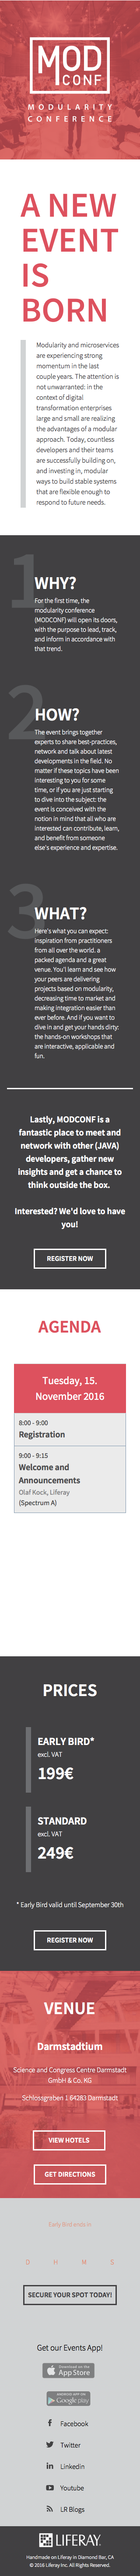 MOD
CONF
MODULARITY
CONFERENCE
A NEW
EVENT
IS
BORN
Modularity and microservices
are experiencing strong
momentum in the last
couple years. The attention is
not unwarranted: in the
context of digital
transformation enterprises
large and small are realizing
the advantages of a modular
approach. Today, countless
developers and their teams
are successfully building on,
and investing in, modular
ways to build stable systems
that are flexible enough to
respond to future needs.
1
WHY?
For the first time, the
modularity conference
(MODCONF) will open its doors,
with the purpose to lead, track,
and inform in accordance with
that trend.
2
HOW?
The event brings together
experts to share best-practices,
network and talk about latest
developments in the field. No
matter if these topics have been
interesting to you for some
time, or if you are just starting
to dive into the subject: the
event is conceived with the
notion in mind that all who are
interested can contribute, learn,
and benefit from someone
else's experience and expertise.
3
WHAT?
Here's what you can expect:
inspiration from practitioners
from all over the world. a
packed agenda and a great
venue. You'll learn and see how
your peers are delivering
projects based on modularity,
decreasing time to market and
making integration easier than
ever before. And if you want to
dive in and get your hands dirty:
the hands-on workshops that
are interactive, applicable and
fun.
Lastly, MODCONF is a
fantastic place to meet and
network with other (JAVA)
developers, gather new
insights and get a chance to
think outside the box.
Interested? We'd love to have
you!
REGISTER NOW
AGENDA
Tuesday, 15.
November 2016
8:00 - 9:00
Registration
9:00 - 9:15
Welcome and
Announcements
Olaf Kock, Liferay
(Spectrum A)
PRICES
EARLY BIRD*
excl. VAT
199€
STANDARD
excl. VAT
249€
* Early Bird valid until September 30th
REGISTER NOW
VENUE
Darmstadtium
Science and Congress Centre Darmstadt
GmbH & Co. KG
Schlossgraben 1 64283 Darmstadt
VIEW HOTELS
GET DIRECTIONS
Early Bird ends in
D H M S
SECURE YOUR SPOT TODAY!
Get our Events App!
Download on the
App Store
ANDROID APP ON
Google play
Facebook
Twitter
Linkedin
Youtube
LR Blogs
LIFERAY.
Handmade on Liferay in Diamond Bar, CA
© 2016 Liferay Inc. All Rights Reserved.